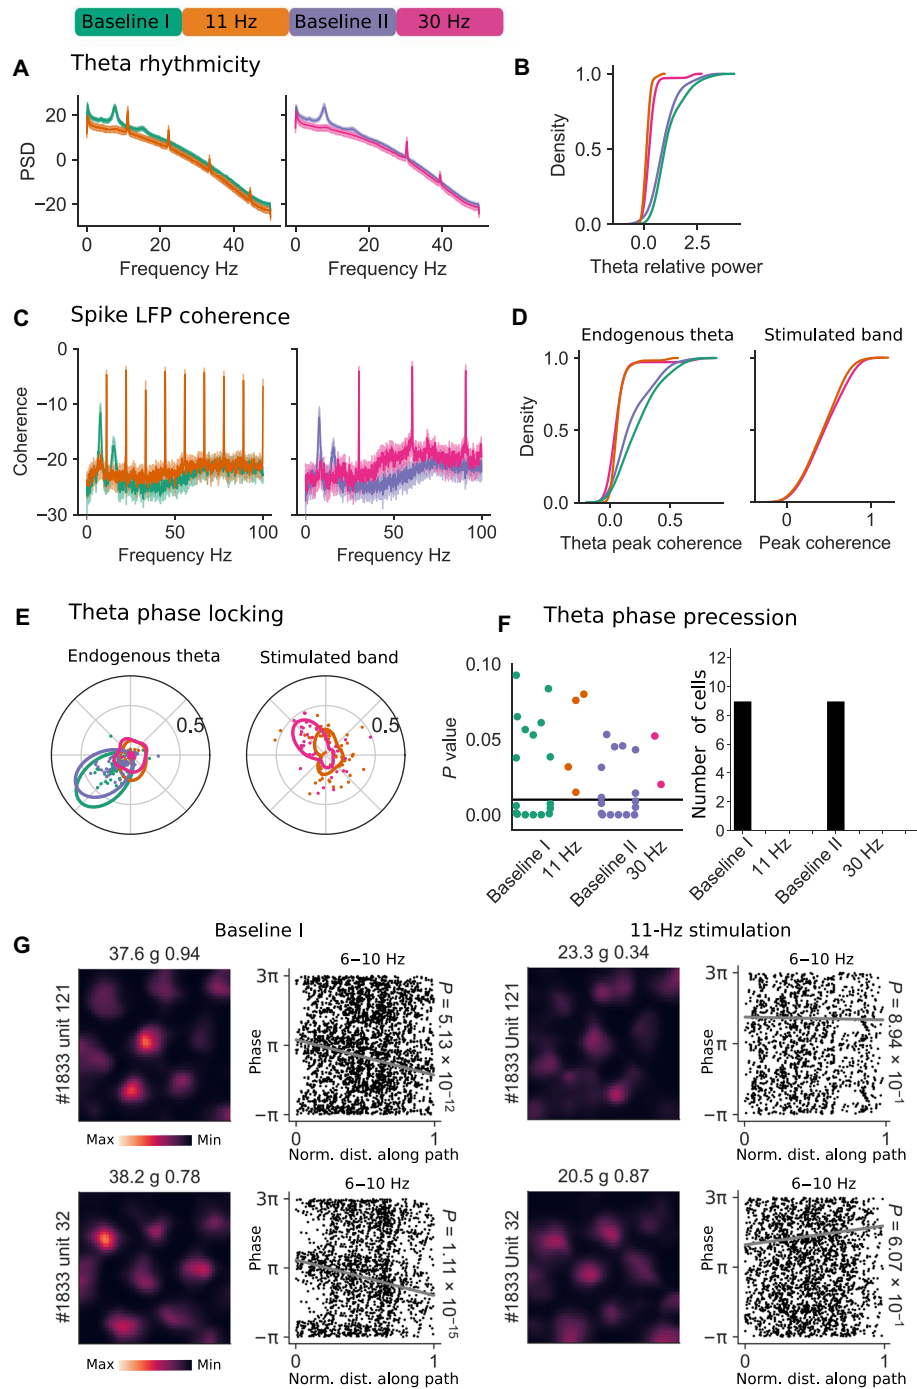 Baseline I 11 Hz Baseline II 30 Hz
A Theta rhythmicity
PSD
20
0
−20
0 20 40
Frequency Hz
0 20 40
Frequency Hz
B
Density
1.0
0.5
0.0
0.0 2.5
Theta relative power
C Spike LFP coherence
Coherence
0
−10
−20
−30
0 50 100
Frequency Hz
0 50 100
Frequency Hz
D
Endogenous theta
Stimulated band
Density
1.0
0.5
0.0
0.0 0.5
Theta peak coherence
0 1
Peak coherence
E Theta phase locking
Endogenous theta
0.5
Stimulated band
0.5
F Theta phase precession
P value
0.10
0.05
0.00
Baseline I
11 Hz
Baseline II
30 Hz
Number of cells
12
10
8
6
4
2
0
Baseline I
11 Hz
Baseline II
30 Hz
G
Baseline I
37.6 g 0.94
#1833 unit 121
Max Min
6−10 Hz
Phase
3π
π
−π
0 1
Norm. dist. along path
P = 5.13 × 10−12
11-Hz stimulation
23.3 g 0.34
#1833 Unit 121
6−10 Hz
Phase
3π
π
−π
0 1
Norm. dist. along path
P = 8.94 × 10−1
38.2 g 0.78
#1833 unit 32
Max Min
6−10 Hz
Phase
3π
π
−π
0 1
Norm. dist. along path
P = 1.11 × 10−15
20.5 g 0.87
#1833 Unit 32
6−10 Hz
Phase
3π
π
−π
0 1
Norm. dist. along path
P = 6.07 × 10−1